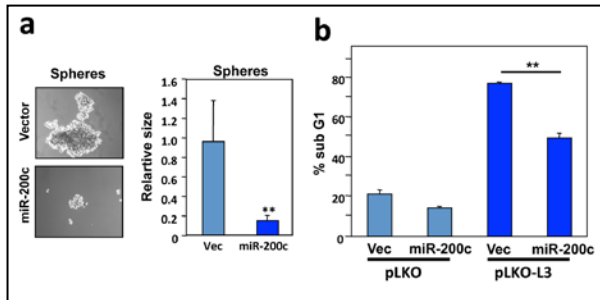 a
Spheres
Vector
miR-200c
Spheres
Relartive size
1.6
1.4
1.2
1.0
0.8
0.6
0.4
0.2
0
**
Vec miR-200c
b
% sub G1
80
60
40
20
0
**
Vec miR-200c Vec miR-200c
pLKO pLKO-L3